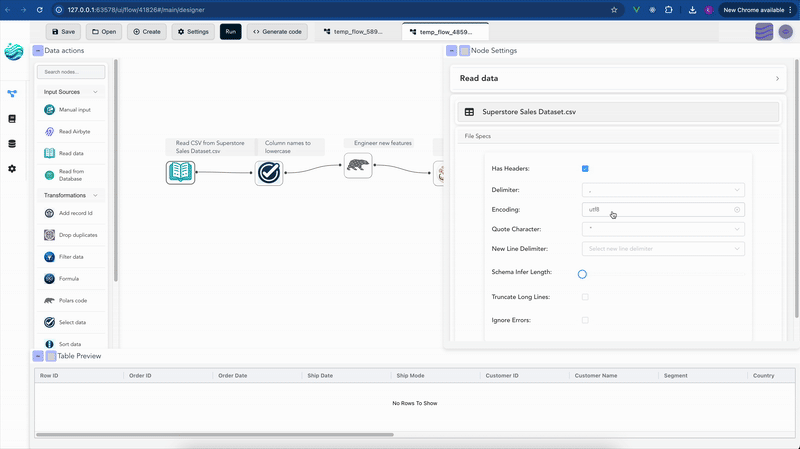 127.0.0.1:63578/ui/flow/41826#/main/designer
New Chrome available
Save
Open
Create
Settings
Run
Generate code
temp_flow_589...
temp_flow_4859...
Data actions
Search nodes...
Input Sources
Manual input
Read Airbyte
Read data
Read from
Database
Transformations
Add record Id
Drop duplicates
Filter data
Formula
Polars code
Select data
Sort data
Read CSV from Superstore
Sales Dataset.csv
Column names to
lowercase
Engineer new features
Node Settings
Read data
Superstore Sales Dataset.csv
File Specs
Has Headers:
Delimiter:
,
Encoding:
utf8
Quote Character:
"
New Line Delimiter:
Select new line delimiter
Schema Infer Length:
Truncate Long Lines:
Ignore Errors:
Table Preview
Row ID
Order ID
Order Date
Ship Date
Ship Mode
Customer ID
Customer Name
Segment
Country
No Rows To Show